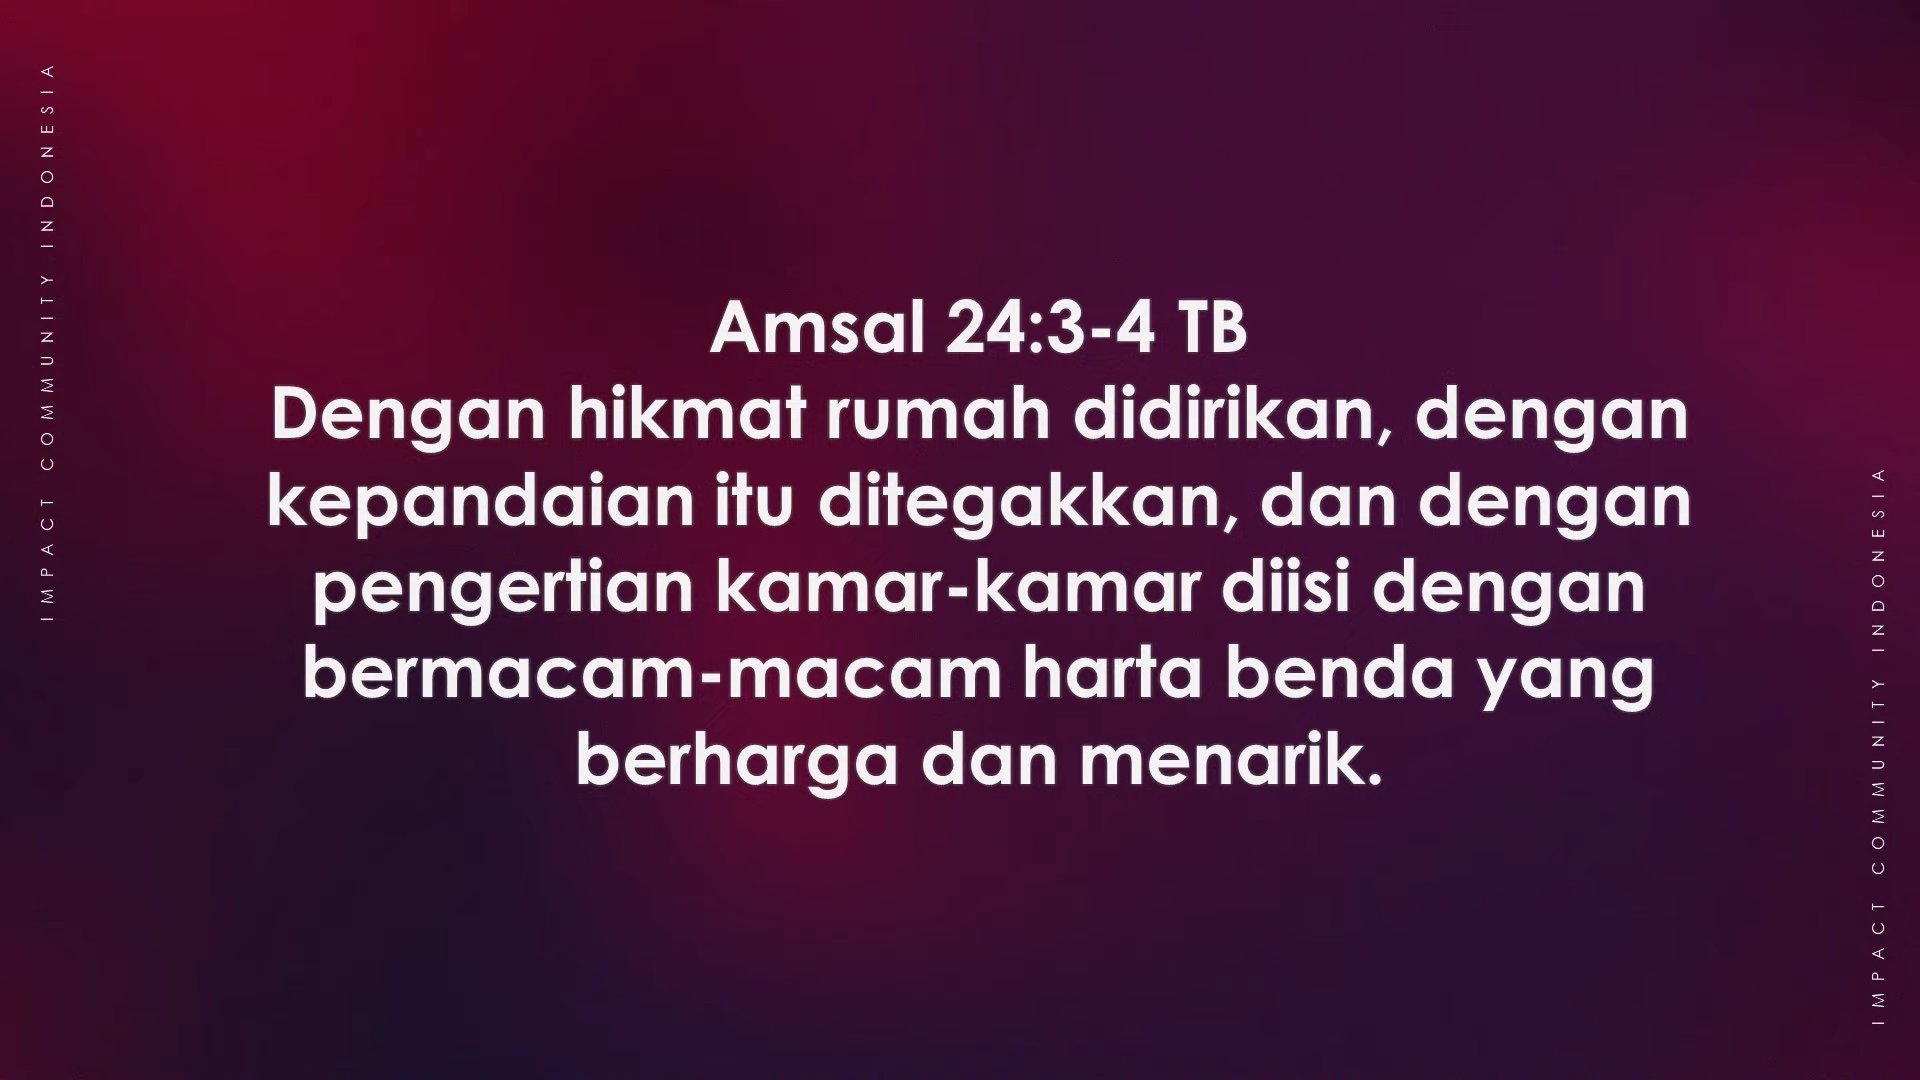 IMPACT COMMUNITY INDONESIA
Amsal 24:3-4 TB
Dengan hikmat rumah didirikan, dengan
kepandaian itu ditegakkan, dan dengan
pengertian kamar-kamar diisi dengan
bermacam-macam harta benda yang
berharga dan menarik.
IMPACT COMMUNITY INDONESIA